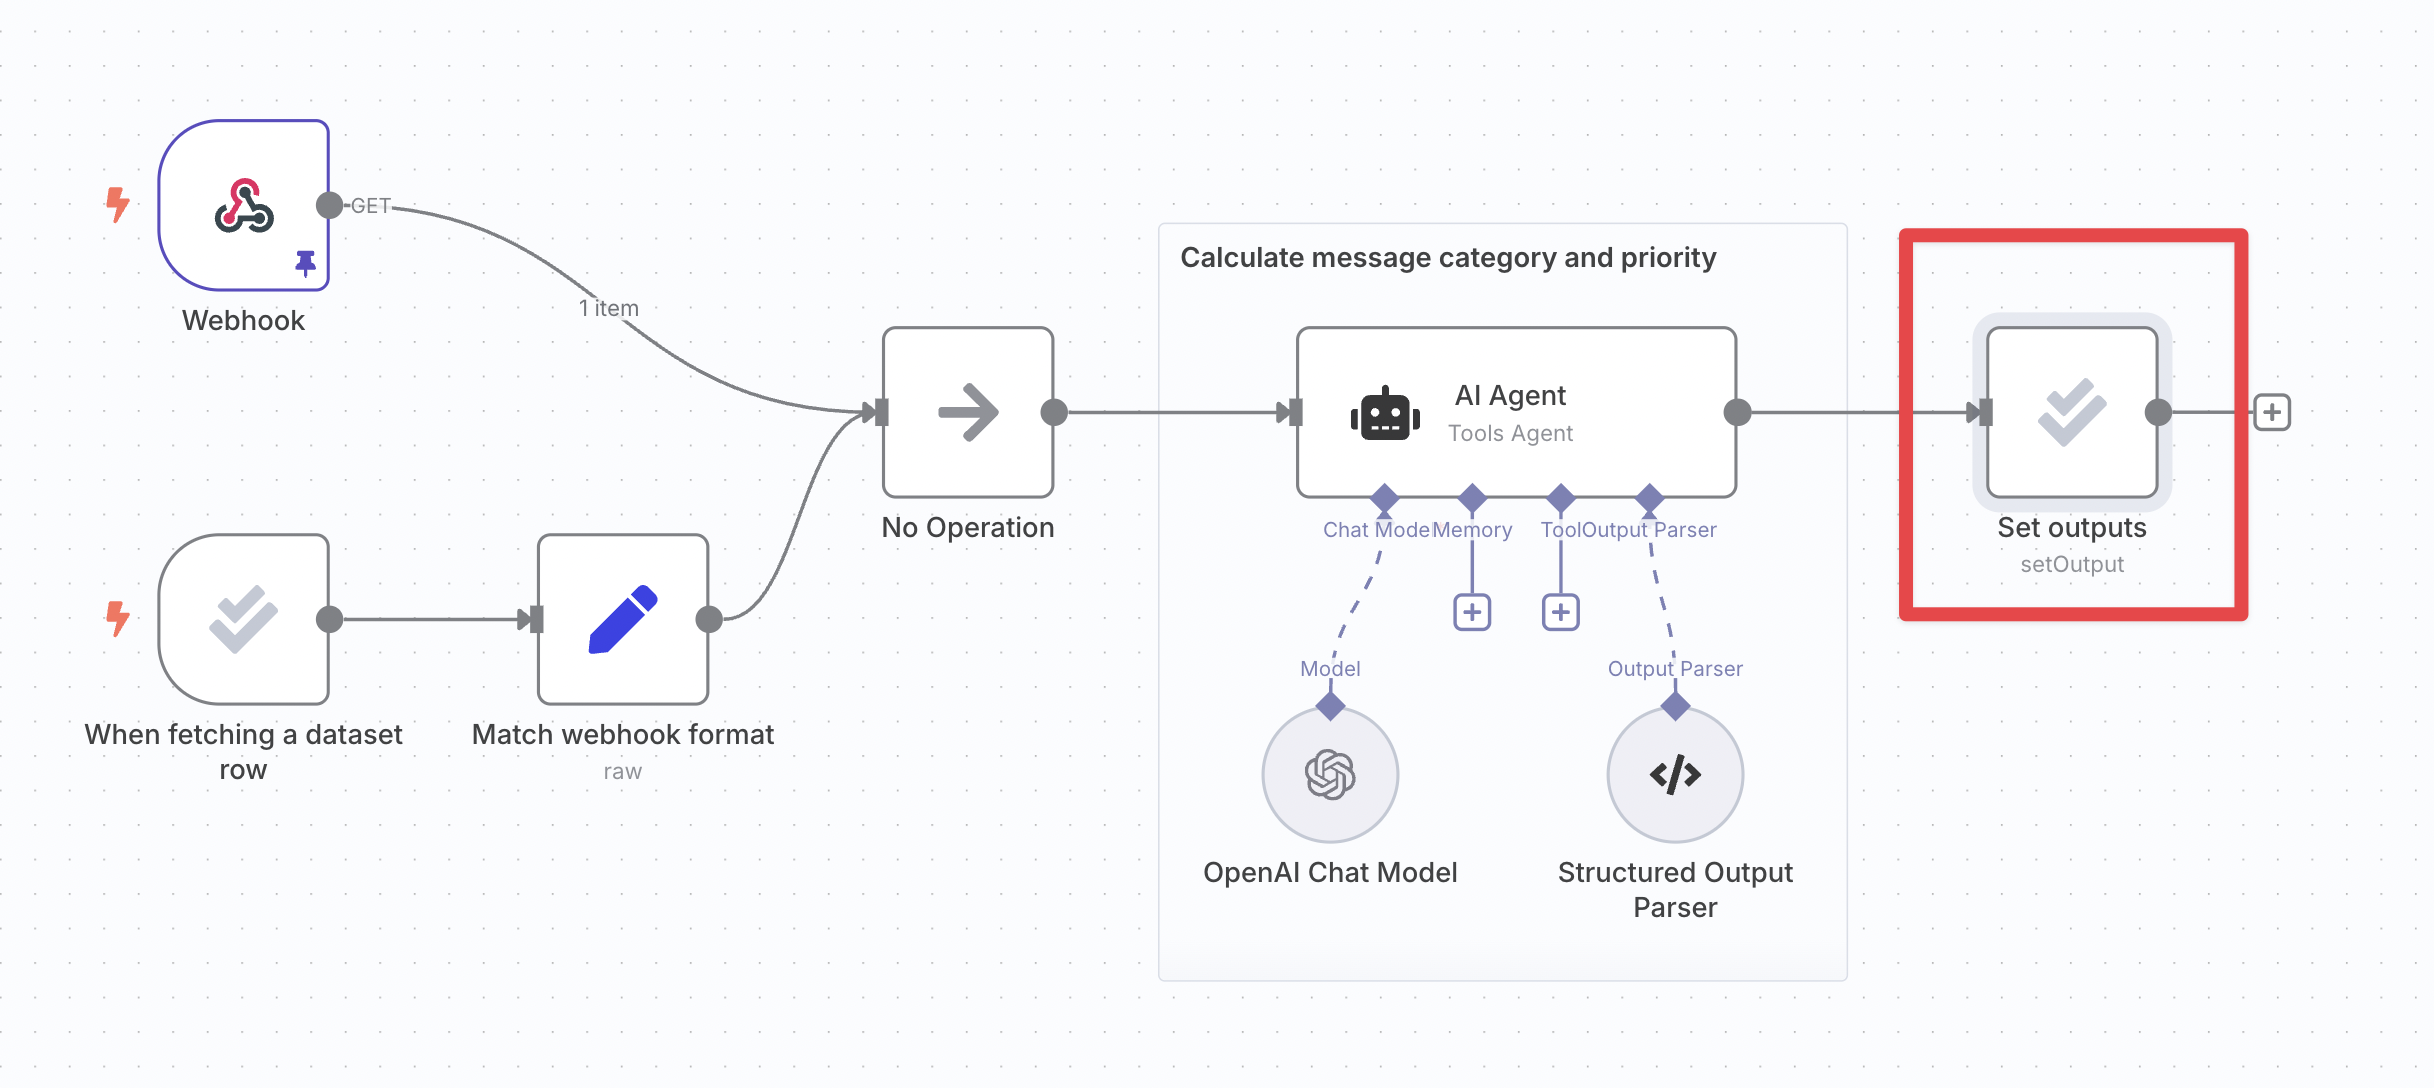 GET
Webhook
1 item
No Operation
When fetching a dataset
row
Match webhook format
raw
Calculate message category and priority
AI Agent
Tools Agent
Chat Model
Memory
Tool
Output Parser
Model
Output Parser
OpenAI Chat Model
Structured Output
Parser
Set outputs
setOutput